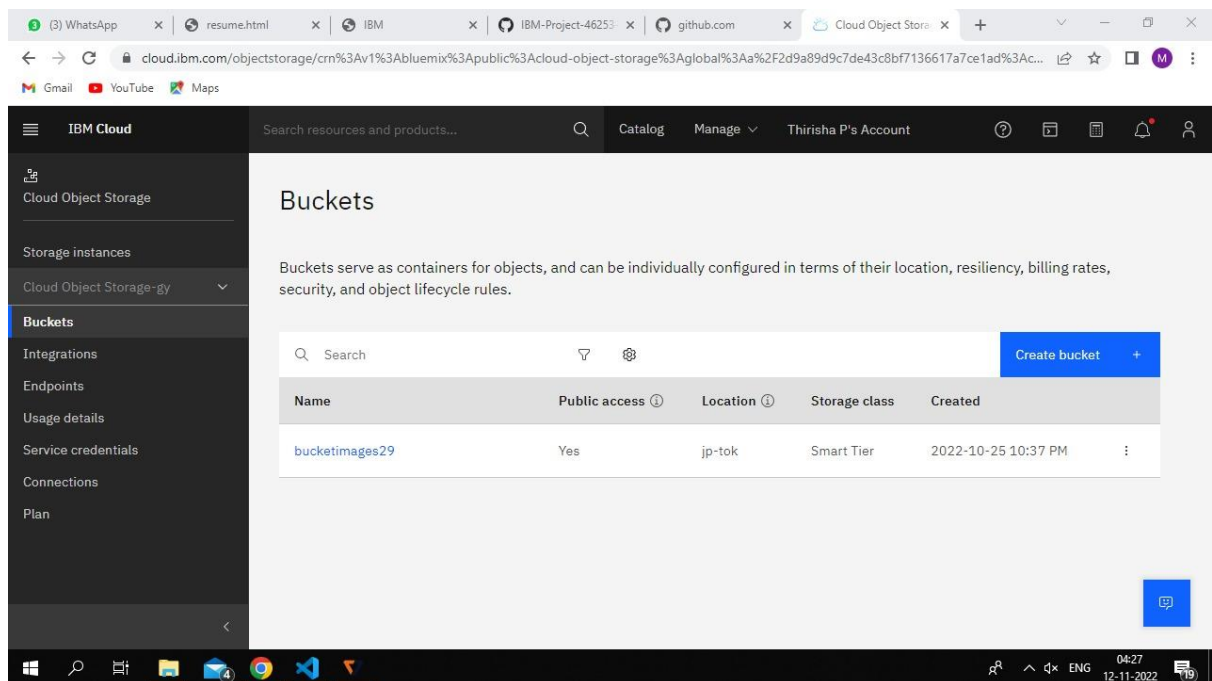 (3) WhatsApp
resume.html
IBM
IBM-Project-46253
github.com
Cloud Object Stora
cloud.ibm.com/objectstorage/crn%3Av1%3Abluemix%3Apublic%3Acloud-object-storage%3Aglobal%3Aa%2F2d9a89d9c7de43c8bf7136617a7ce1ad%3Ac...
M
Gmail
YouTube
Maps
IBM Cloud
Search resources and products...
Catalog
Manage
Thirisha P's Account
Cloud Object Storage
Storage instances
Cloud Object Storage-gy
Buckets
Integrations
Endpoints
Usage details
Service credentials
Connections
Plan
Buckets
Buckets serve as containers for objects, and can be individually configured in terms of their location, resiliency, billing rates,
security, and object lifecycle rules.
Search
Create bucket +
Name Public access Location Storage class Created
bucketimages29 Yes jp-tok Smart Tier 2022-10-25 10:37 PM
4
ENG
04:27
12-11-2022
19